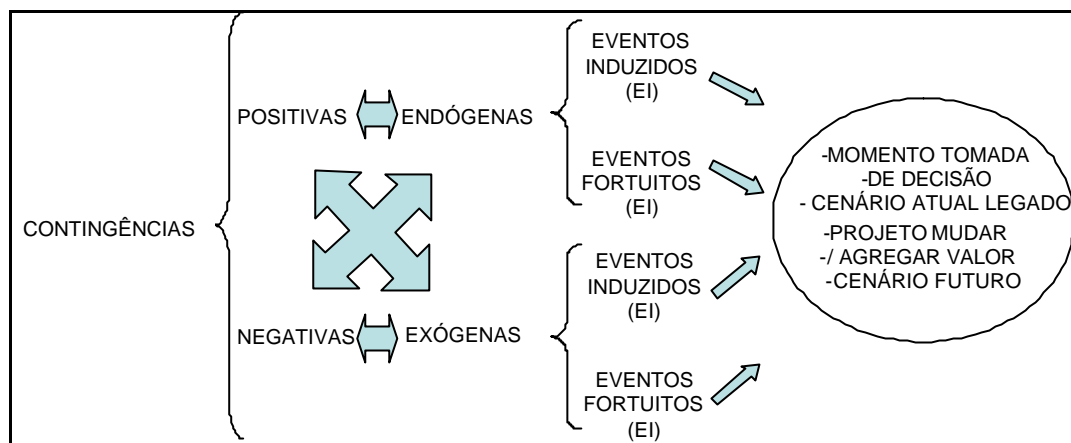 CONTINGÊNCIAS
POSITIVAS
ENDÓGENAS
NEGATIVAS
EXÓGENAS
EVENTOS
INDUZIDOS
(EI)
EVENTOS
FORTUITOS
(EI)
EVENTOS
INDUZIDOS
(EI)
EVENTOS
FORTUITOS
(EI)
-MOMENTO TOMADA
-DE DECISÃO
- CENÁRIO ATUAL LEGADO
-PROJETO MUDAR
-/ AGREGAR VALOR
-CENÁRIO FUTURO